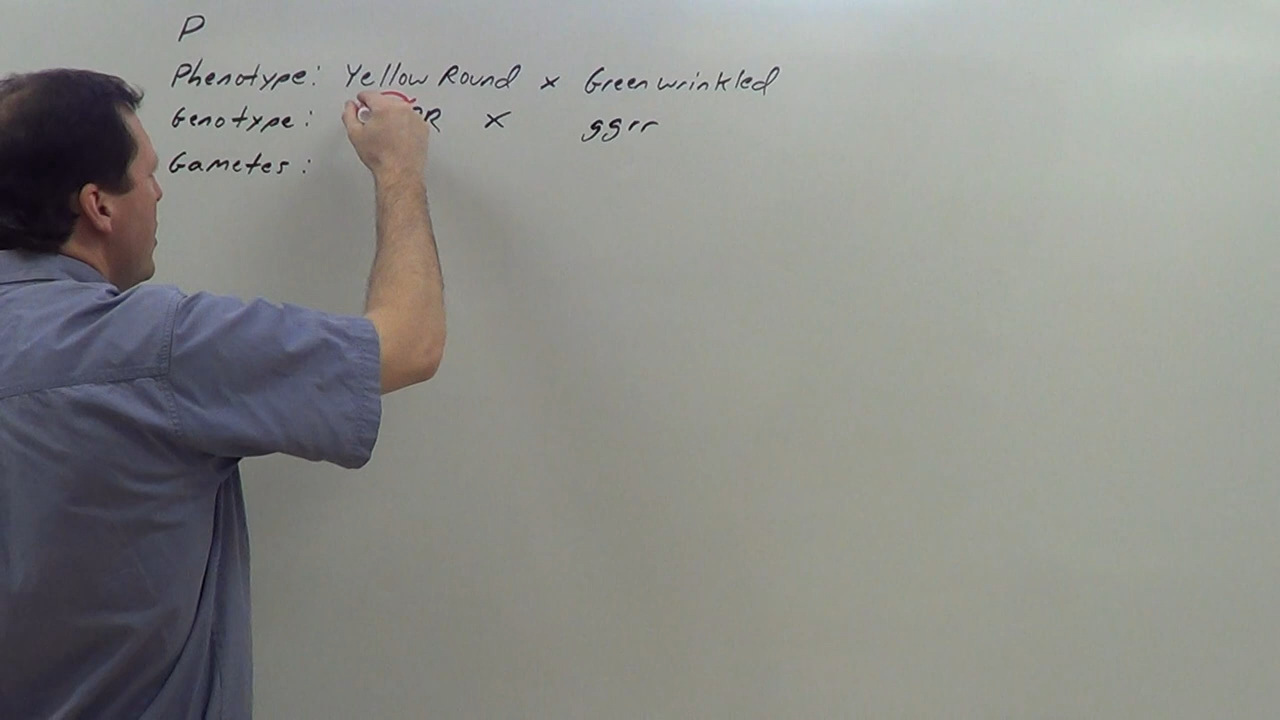 P
Phenotype: Yellow Round x Green wrinkled
Genotype: R x ggrr
Gametes: